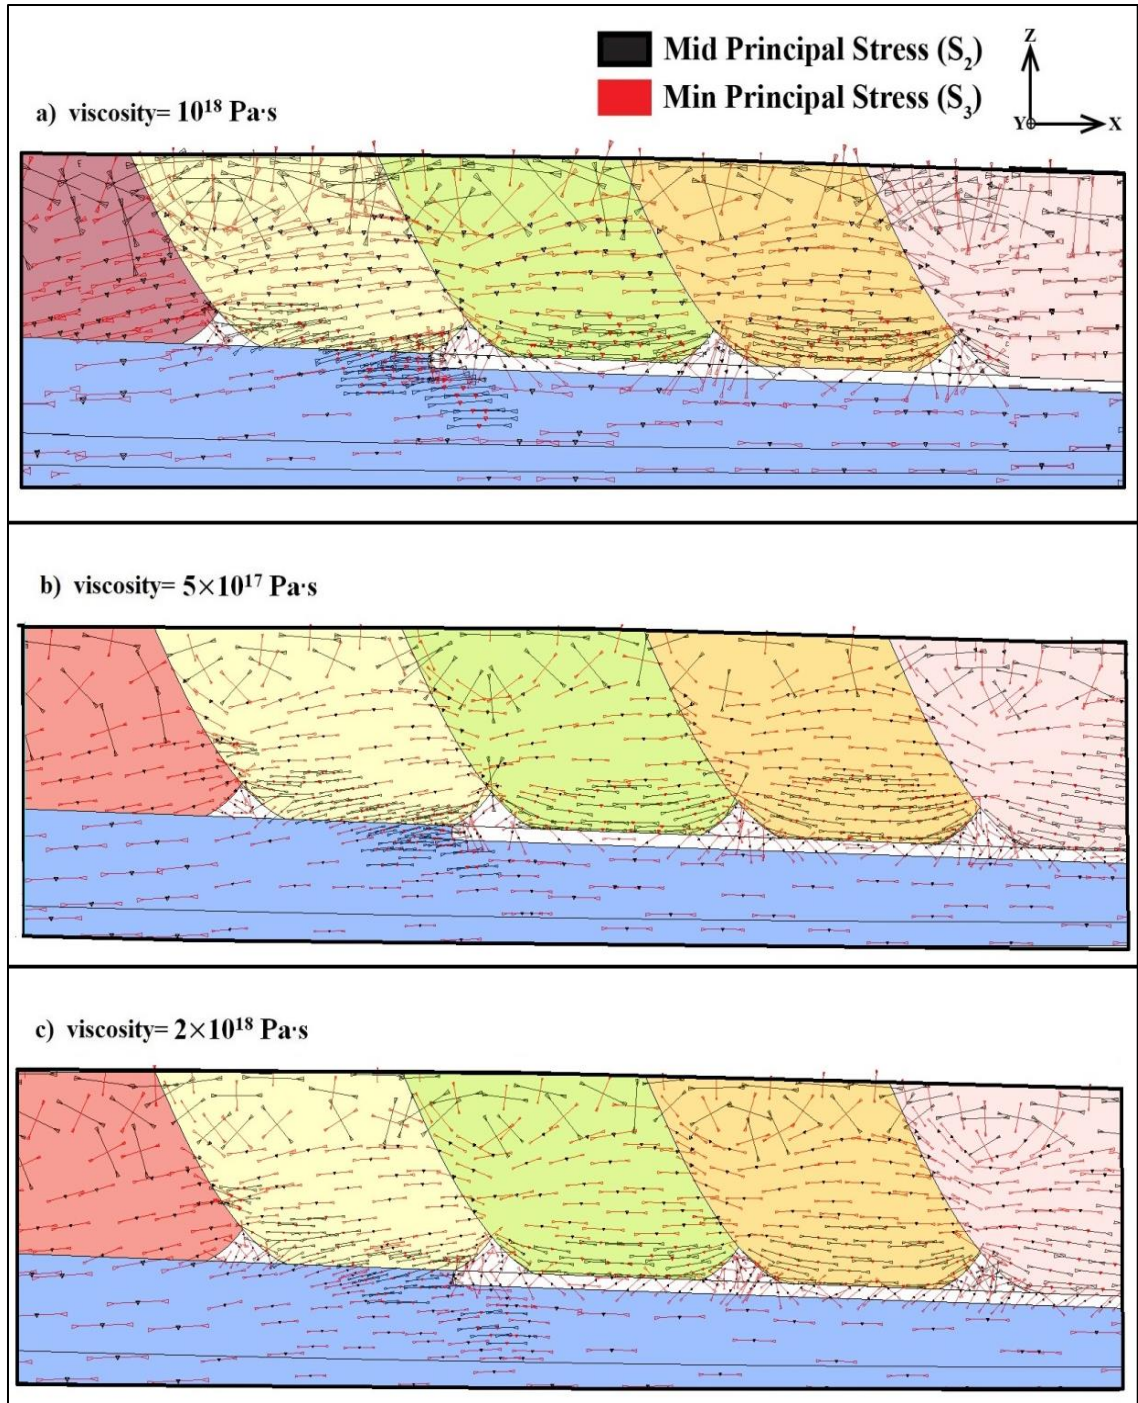 Mid Principal Stress (S₂)
Min Principal Stress (S₃)
Z
Y
X
a) viscosity= 10¹⁸ Pa·s
b) viscosity= 5×10¹⁷ Pa·s
c) viscosity= 2×10¹⁸ Pa·s